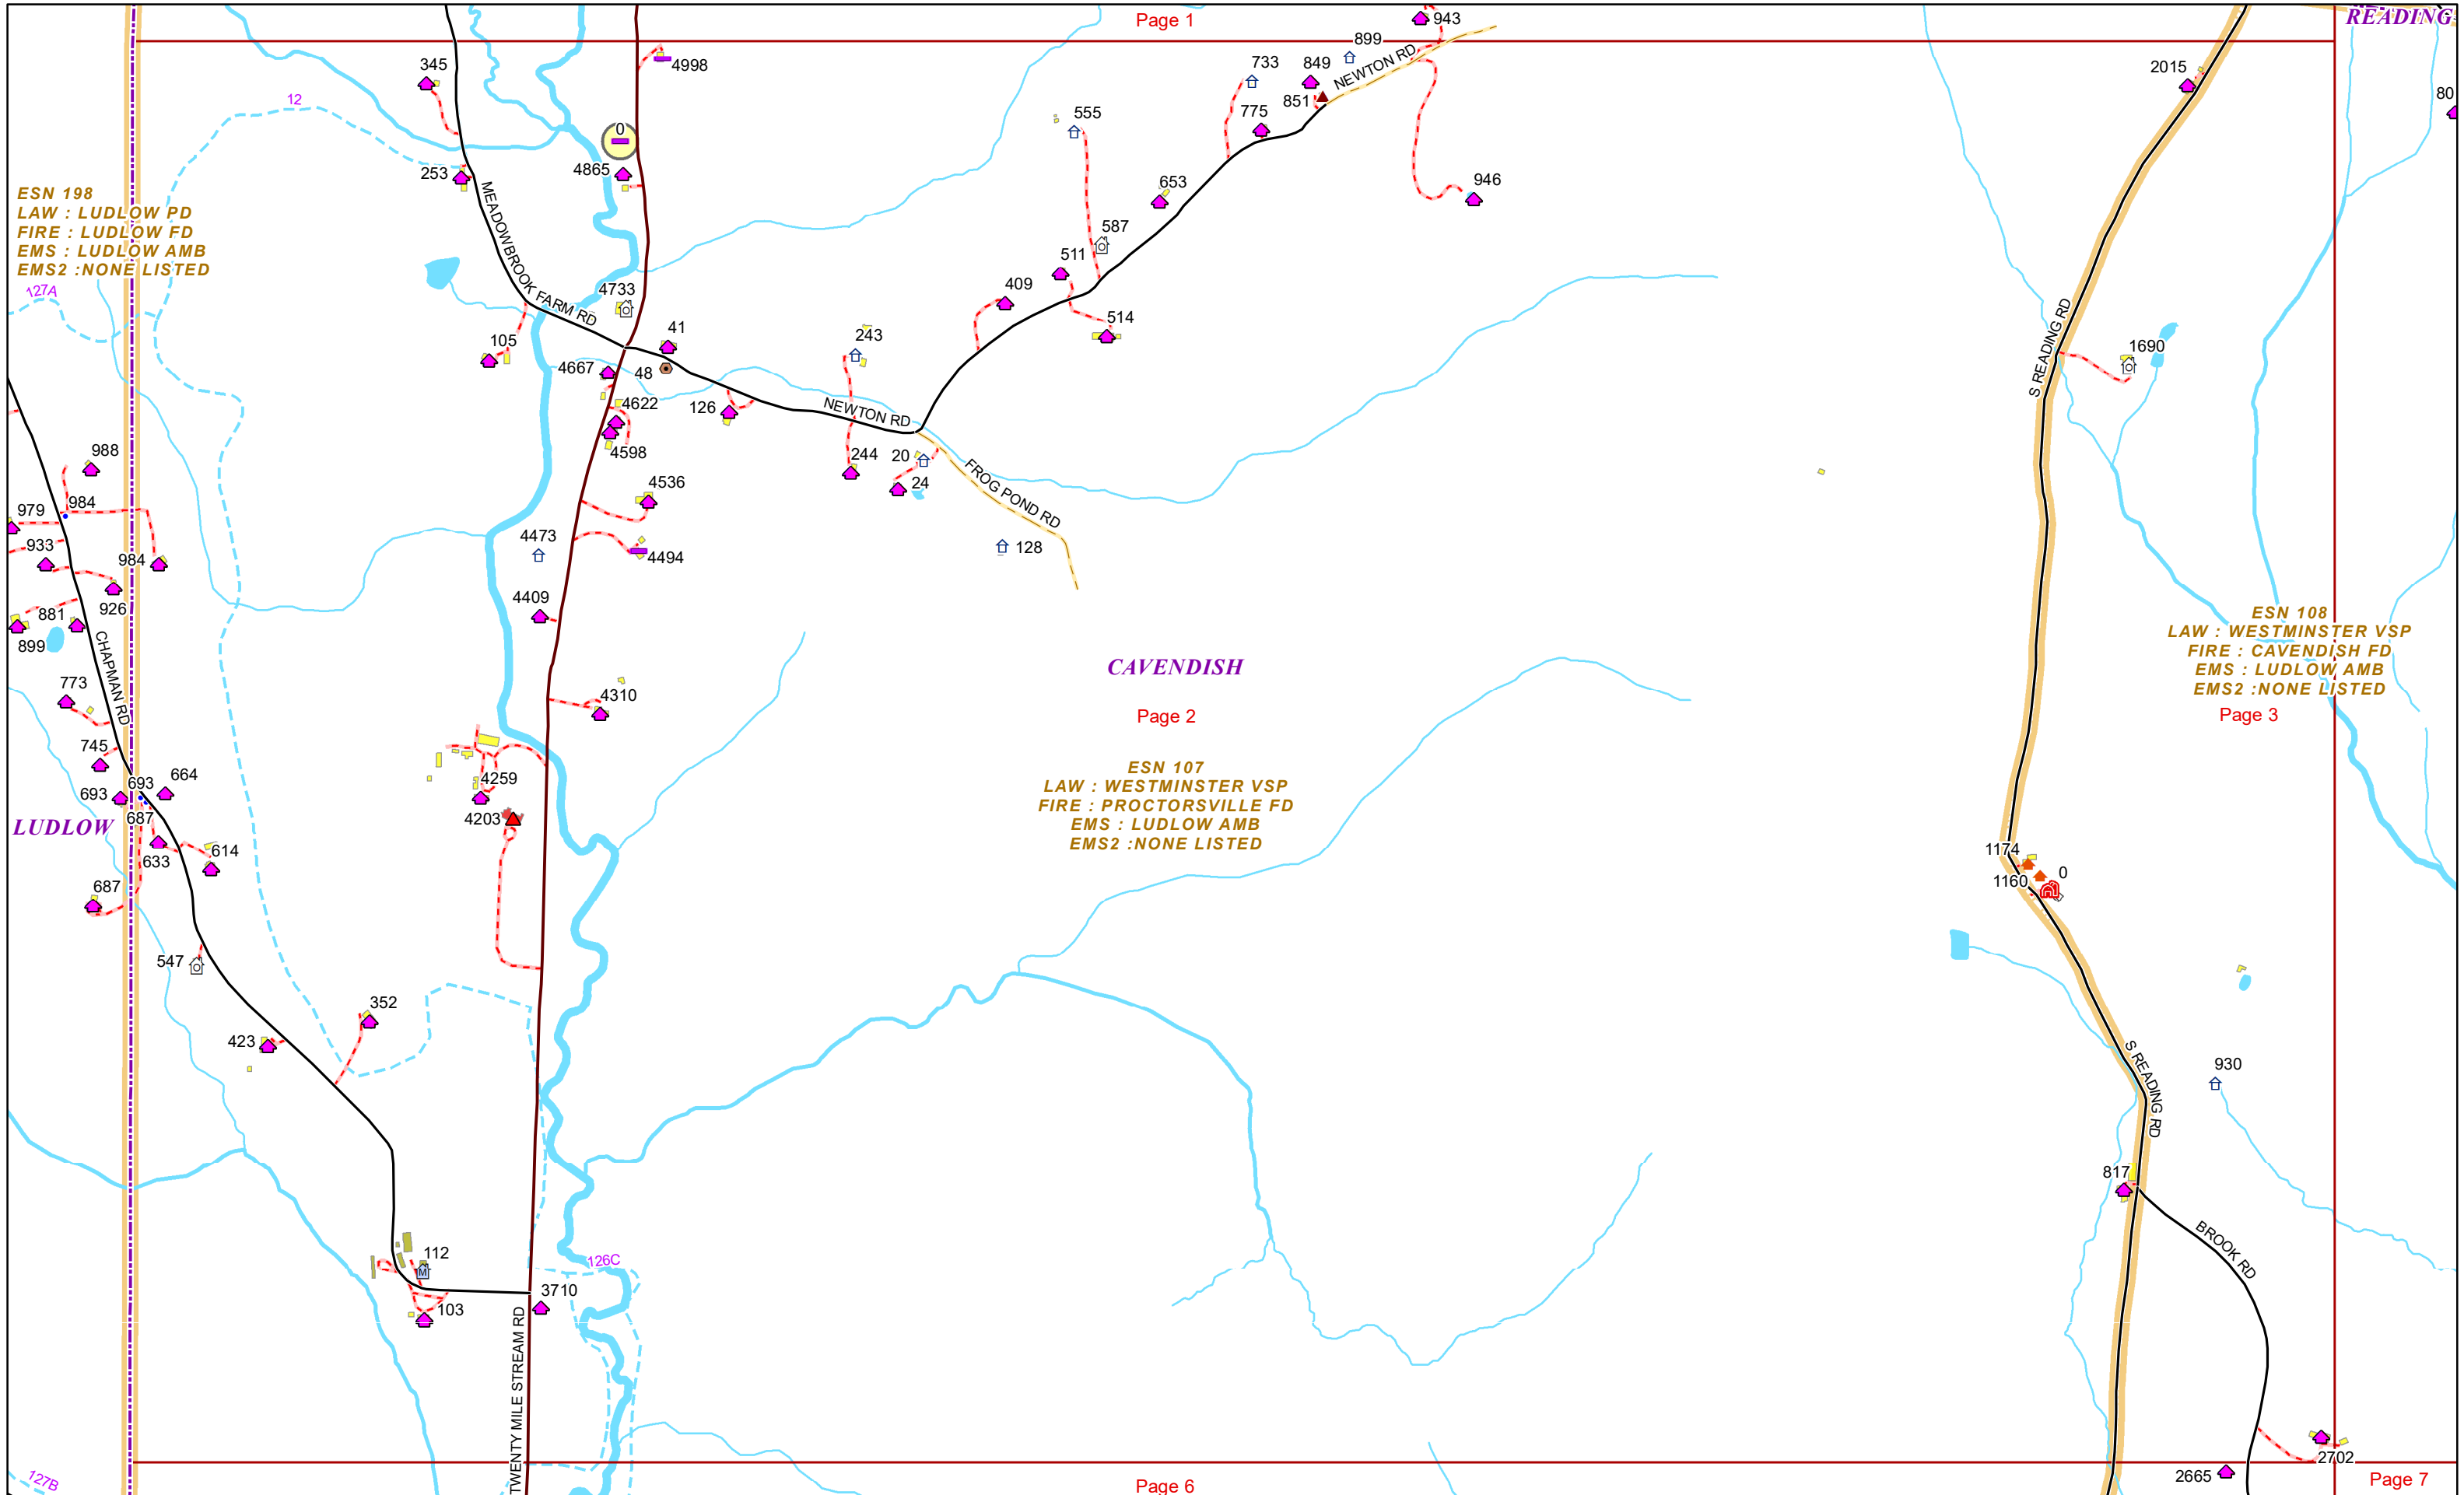 Page 1
943
READING
899
345
4998
733
849
NEWTON RD
2015
80
12
851
775
555
0
253
4865
653
946
ESN 198
LAW : LUDLOW PD
FIRE : LUDLOW FD
EMS : LUDLOW AMB
EMS2 :NONE LISTED
MEADOWBROOK FARM RD
587
511
127A
4733
409
514
S READING RD
105
41
243
1690
4667
48
4622
126
NEWTON RD
4598
988
244
20
24
FROG POND RD
4536
979
984
933
984
4473
4494
128
926
4409
881
899
CHAPMAN RD
ESN 108
LAW : WESTMINSTER VSP
FIRE : CAVENDISH FD
EMS : LUDLOW AMB
EMS2 :NONE LISTED
CAVENDISH
773
4310
Page 2
Page 3
745
693
664
693
4259
ESN 107
LAW : WESTMINSTER VSP
FIRE : PROCTORSVILLE FD
EMS : LUDLOW AMB
EMS2 :NONE LISTED
LUDLOW
687
4203
633
614
1174
687
1160
0
547
352
423
S READING RD
930
817
BROOK RD
112
126C
103
3710
TWENTY MILE STREAM RD
2702
127B
Page 6
2665
Page 7